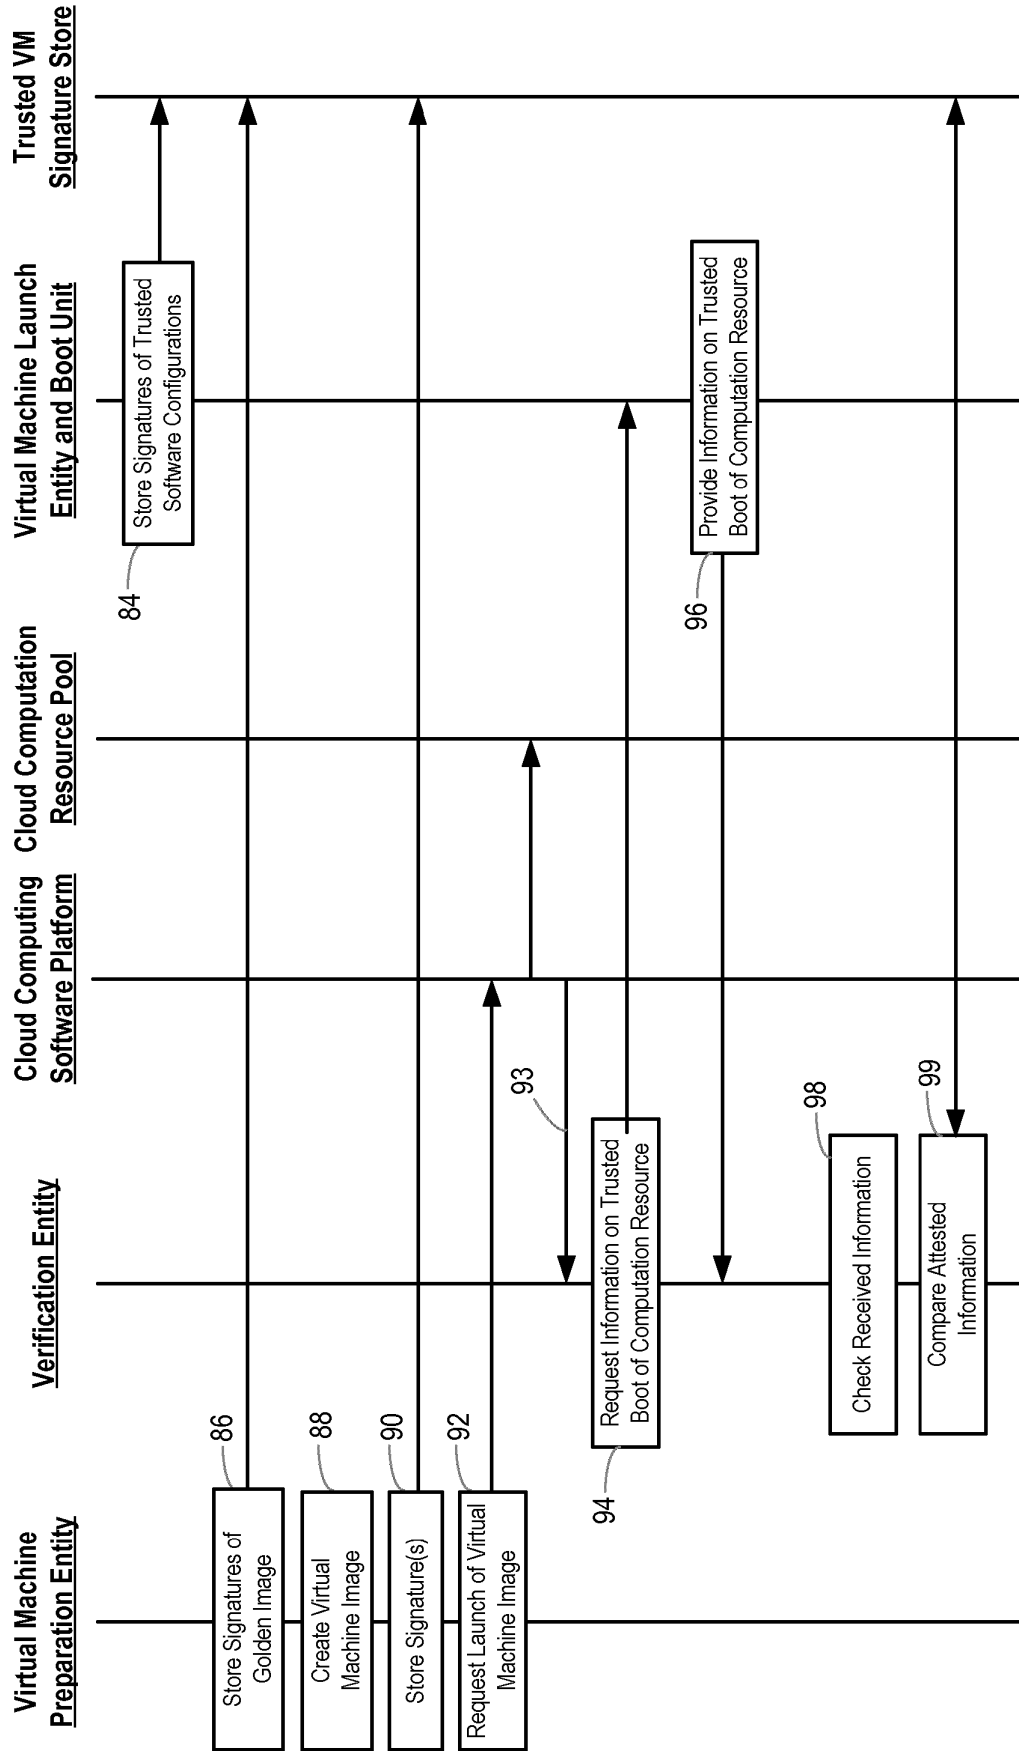 Virtual Machine
Preparation Entity
Verification Entity
Cloud Computing
Software Platform
Cloud Computation
Resource Pool
Virtual Machine Launch
Entity and Boot Unit
Trusted VM
Signature Store
Store Signatures of Trusted
Software Configurations
84
Store Signatures of
Golden Image
86
Create Virtual
Machine Image
88
Store Signature(s)
90
Request Launch of Virtual
Machine Image
92
93
Request Information on Trusted
Boot of Computation Resource
94
Provide Information on Trusted
Boot of Computation Resource
96
Check Received Information
98
Compare Attested
Information
99